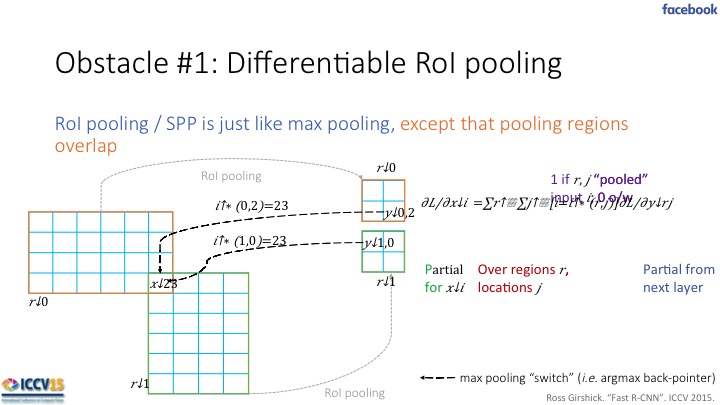 facebook
Obstacle #1: Differentiable RoI pooling
RoI pooling / SPP is just like max pooling, except that pooling regions
overlap
RoI pooling
r↓0
1 if r, j "pooled"
input i; 0 o/w
i↑∗ (0,2)=23
y↓0,2
∂L/∂x↓i =∑r↑▒∑j↑▒[i=i↑∗ (r,j)]∂L/∂y↓rj
i↑∗ (1,0)=23
y↓1,0
x↓23
r↓0
r↓1
Partial
for x↓i
Over regions r,
locations j
Partial from
next layer
r↓1
RoI pooling
max pooling "switch" (i.e. argmax back-pointer)
ICCV15
Ross Girshick. "Fast R-CNN". ICCV 2015.